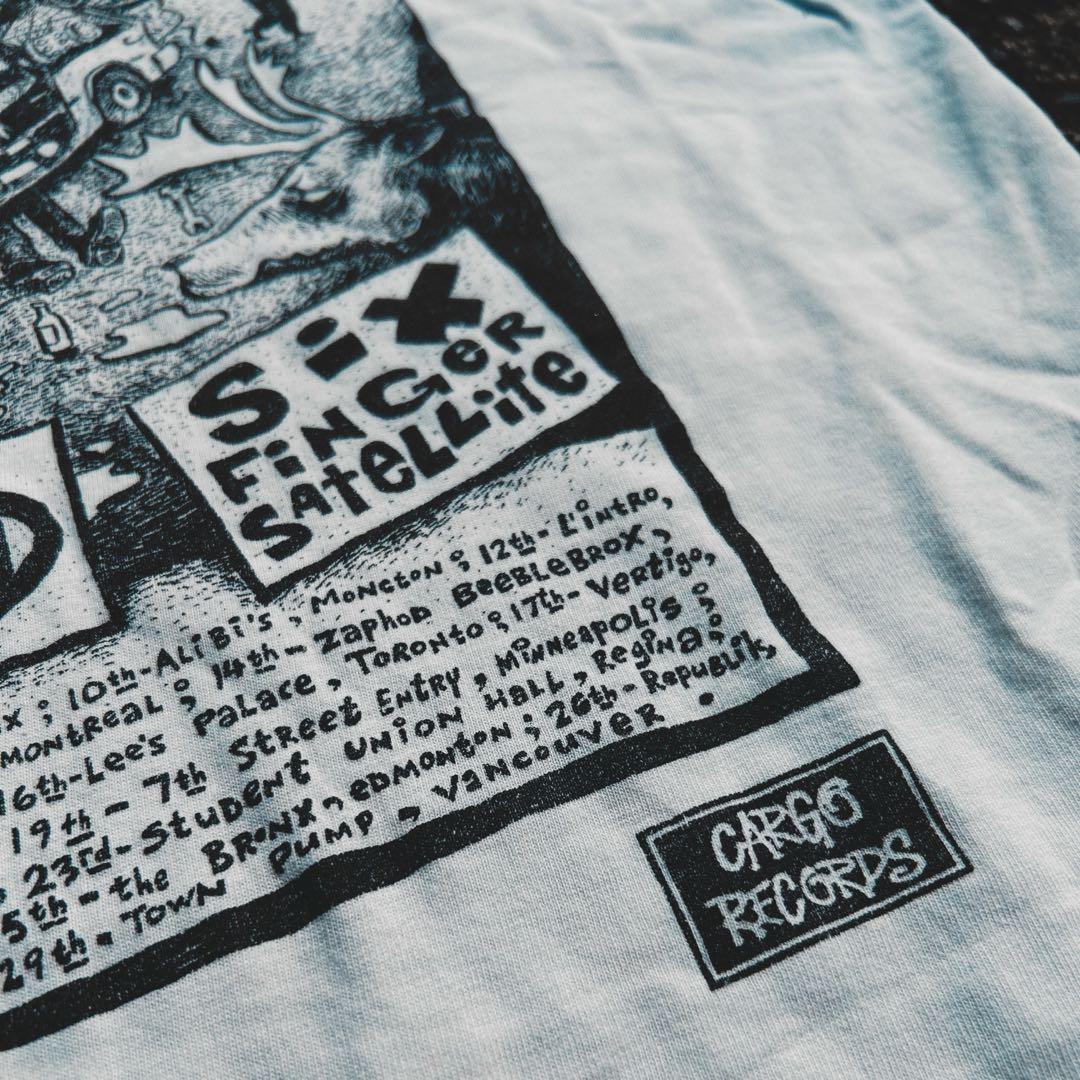 Six
FiNGeR
SateLLite
x ; 10th - ALiBi's , MONCTON ; 12th - L'intro,
MONtReaL ; 14th - Zaphod BeebleBrox ,
16th - Lee's PaLace , ToRonto ; 17th - Vertigo,
19th - 7th Street Entry , Minneapolis ;
23rd - Student Union Hall , Regina ;
5th - the BRONX , edmonton ; 26th - Republik,
29th - Town Pump , Vancouver .
CARGO
RECORDS